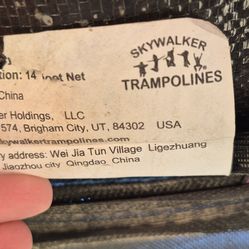 SKYWALKER
TRAMPOLINES
tion: 14 foot Net
China
er Holdings, LLC
574, Brigham City, UT, 84302 USA
kywalkertrampolines.com
y address: Wei Jia Tun Village Ligezhuang
Jiaozhou city Qingdao, China